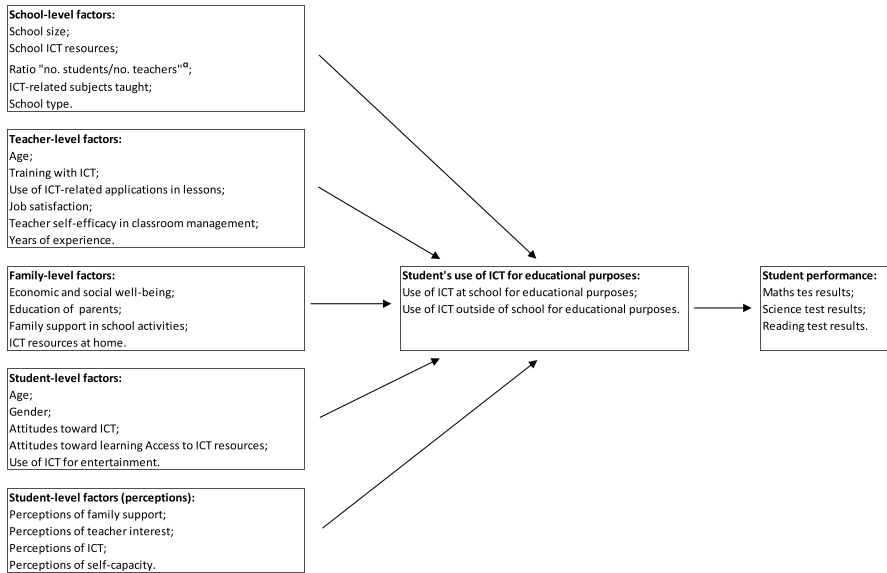 School-level factors:
School size;
School ICT resources;
Ratio "no. students/no. teachers"α;
ICT-related subjects taught;
School type.
Teacher-level factors:
Age;
Training with ICT;
Use of ICT-related applications in lessons;
Job satisfaction;
Teacher self-efficacy in classroom management;
Years of experience.
Family-level factors:
Economic and social well-being;
Education of parents;
Family support in school activities;
ICT resources at home.
Student-level factors:
Age;
Gender;
Attitudes toward ICT;
Attitudes toward learning Access to ICT resources;
Use of ICT for entertainment.
Student-level factors (perceptions):
Perceptions of family support;
Perceptions of teacher interest;
Perceptions of ICT;
Perceptions of self-capacity.
Student's use of ICT for educational purposes:
Use of ICT at school for educational purposes;
Use of ICT outside of school for educational purposes.
Student performance:
Maths tes results;
Science test results;
Reading test results.